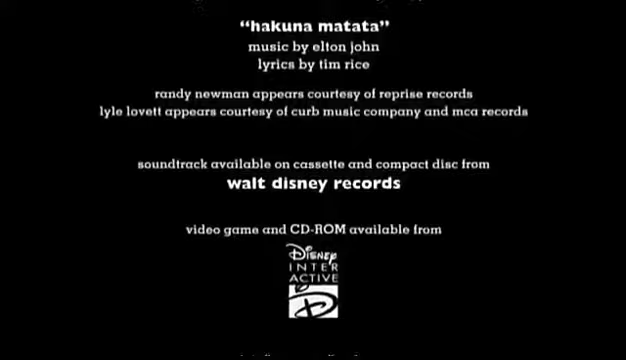 "hakuna matata"
music by elton john
lyrics by tim rice
randy newman appears courtesy of reprise records
lyle lovett appears courtesy of curb music company and mca records
soundtrack available on cassette and compact disc from
walt disney records
video game and CD-ROM available from
Disney
INTER
ACTIVE
D